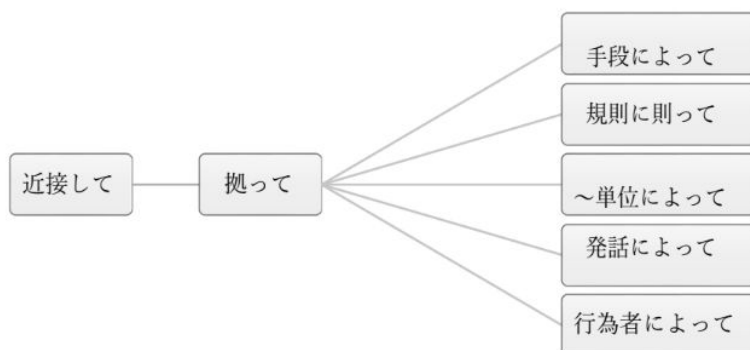 近接して
拠って
手段によって
規則に則って
～単位によって
発話によって
行為者によって